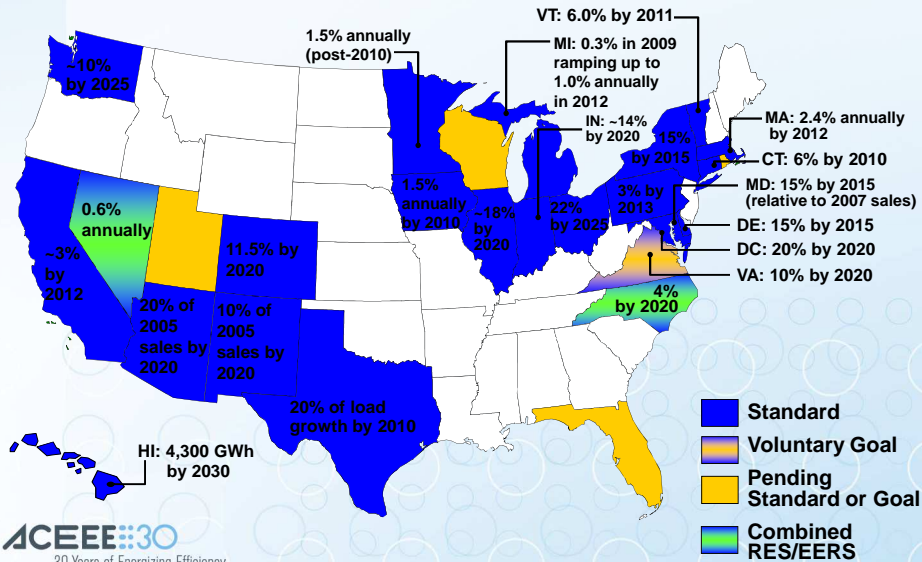 VT: 6.0% by 2011
1.5% annually
(post-2010)
MI: 0.3% in 2009
ramping up to
1.0% annually
in 2012
~10%
by 2025
IN: ~14%
by 2020
MA: 2.4% annually
by 2012
15%
by 2015
CT: 6% by 2010
MD: 15% by 2015
(relative to 2007 sales)
1.5%
annually
by 2010
3% by
2013
0.6%
annually
~18%
by
2020
22%
by 2025
DE: 15% by 2015
11.5% by
2020
DC: 20% by 2020
~3%
by
2012
VA: 10% by 2020
4%
by 2020
20% of
2005
sales by
2020
10% of
2005
sales by
2020
20% of load
growth by 2010
Standard
Voluntary Goal
HI: 4,300 GWh
by 2030
Pending
Standard or Goal
Combined
RES/EERS
ACEEE 30
30 Years of Energizing Efficiency